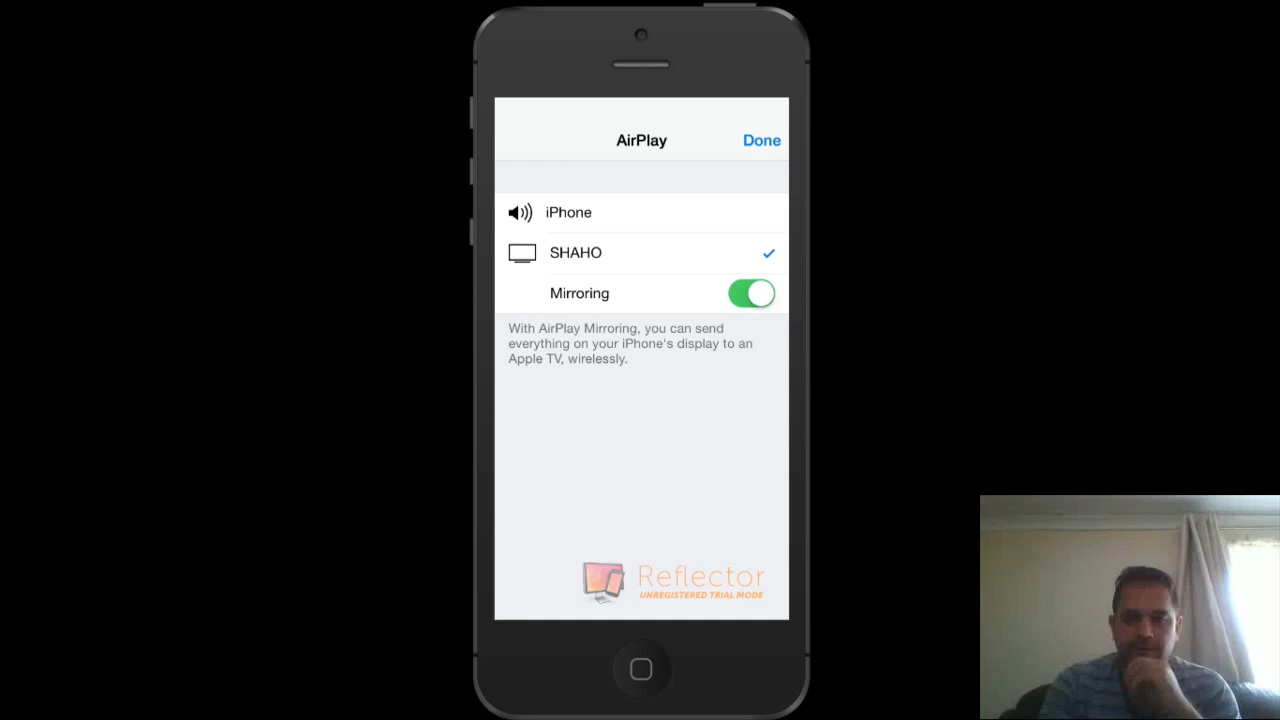 AirPlay
Done
iPhone
SHAHO
Mirroring
With AirPlay Mirroring, you can send
everything on your iPhone's display to an
Apple TV, wirelessly.
Reflector
UNREGISTERED TRIAL MODE